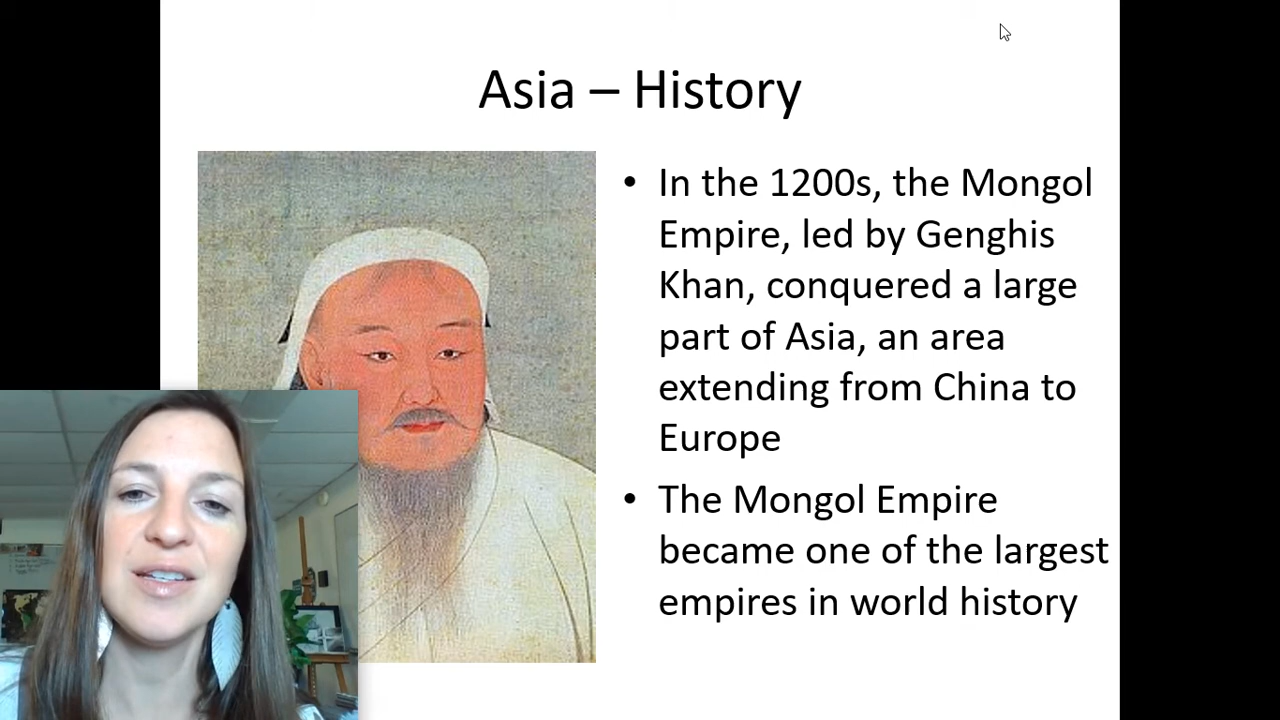 Asia – History
• In the 1200s, the Mongol
Empire, led by Genghis
Khan, conquered a large
part of Asia, an area
extending from China to
Europe
• The Mongol Empire
became one of the largest
empires in world history